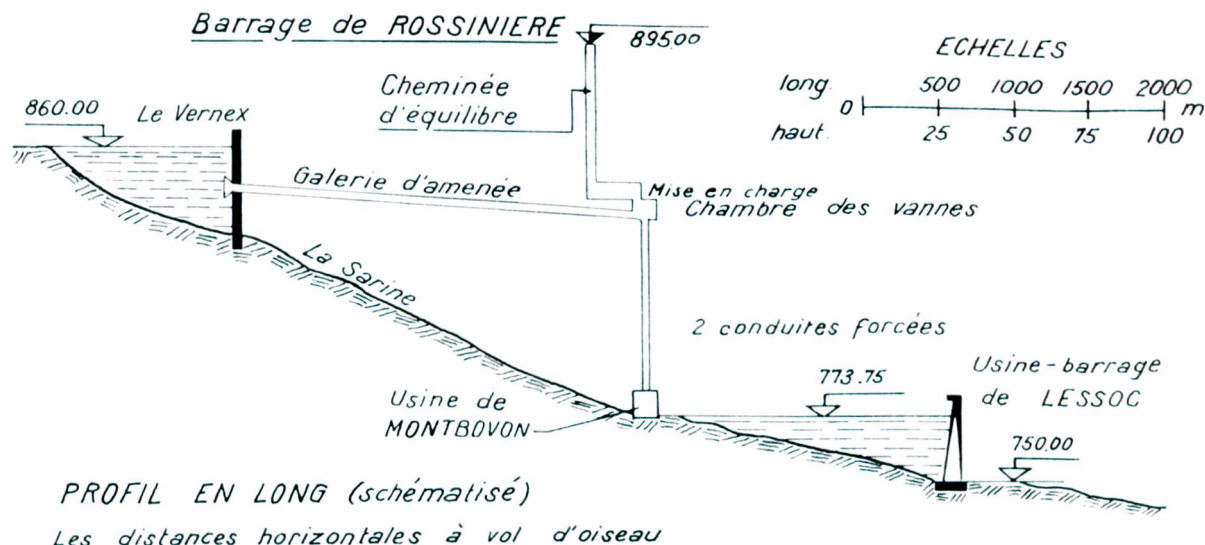 Barrage de ROSSINIERE
895.00
ECHELLES
Cheminée
d'équilibre
long. 500 1000 1500 2000
0 m
haut. 25 50 75 100
860.00
Le Vernex
Galerie d'amenée
Mise en charge
Chambre des vannes
La Sarine
2 conduites forcées
773.75
Usine-barrage
de LESSOC
Usine de
MONTBOVON
750.00
PROFIL EN LONG (schématisé)
Les distances horizontales à vol d'oiseau